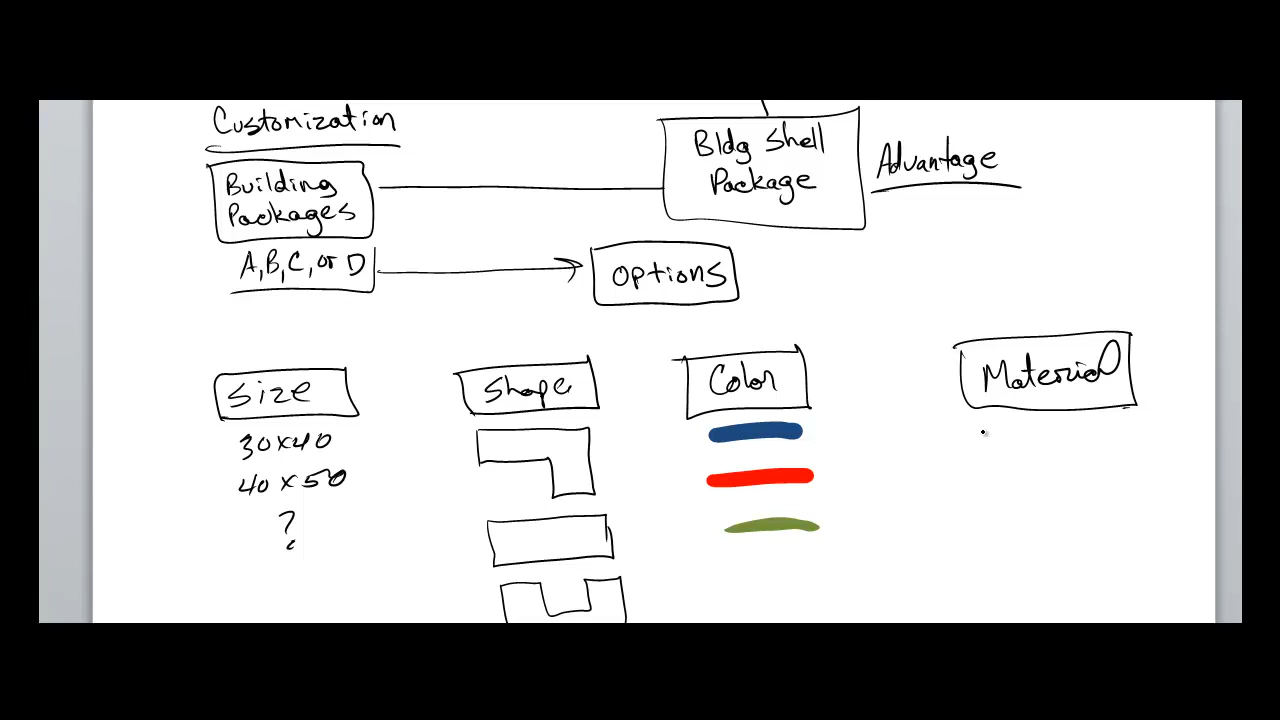 Customization
Bldg Shell
Package
Advantage
Building
Packages
A, B, C, or D
Options
Size
Shape
Color
Material
30x40
40x50
?